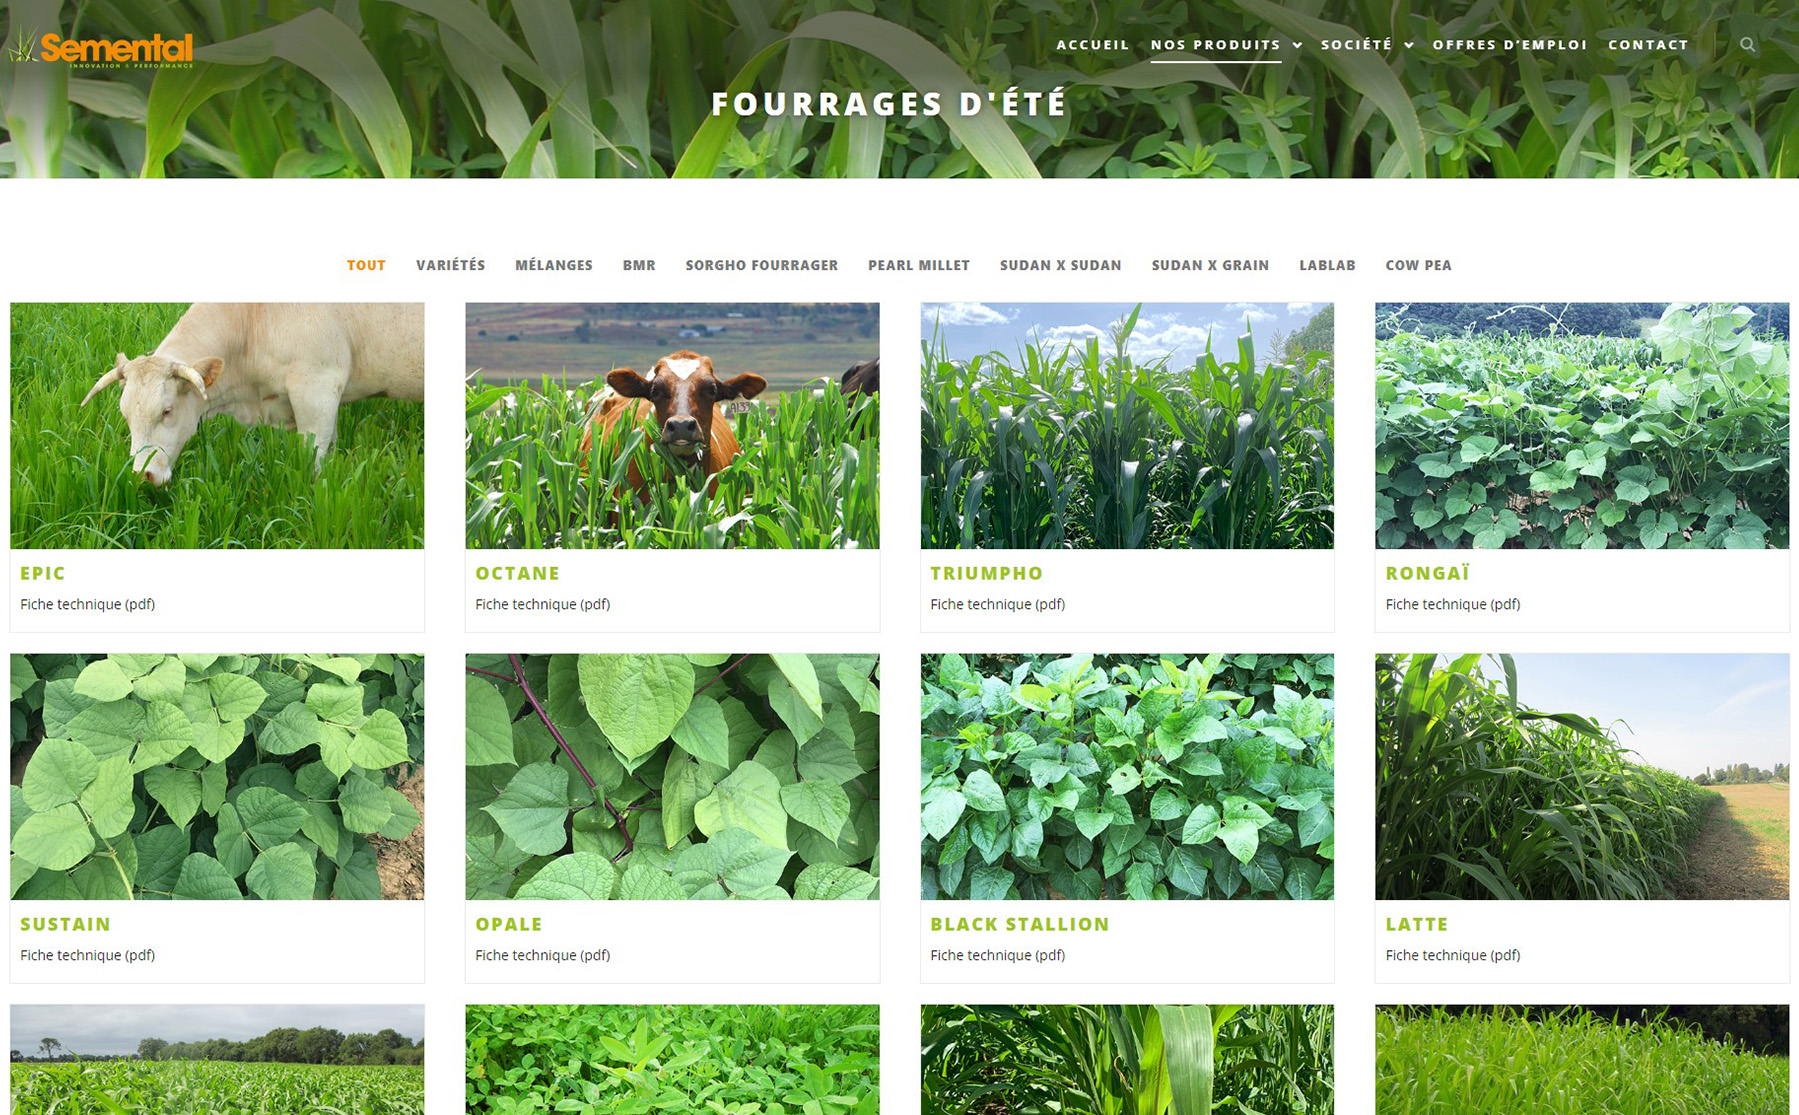 Semental
INNOVATION & PERFORMANCE
ACCUEIL NOS PRODUITS SOCIÉTÉ OFFRES D'EMPLOI CONTACT
FOURRAGES D'ÉTÉ
TOUT VARIÉTÉS MÉLANGES BMR SORGHO FOURRAGER PEARL MILLET SUDAN X SUDAN SUDAN X GRAIN LABLAB COW PEA
A133
EPIC
Fiche technique (pdf)
OCTANE
Fiche technique (pdf)
TRIUMPHO
Fiche technique (pdf)
RONGAÏ
Fiche technique (pdf)
SUSTAIN
Fiche technique (pdf)
OPALE
Fiche technique (pdf)
BLACK STALLION
Fiche technique (pdf)
LATTE
Fiche technique (pdf)